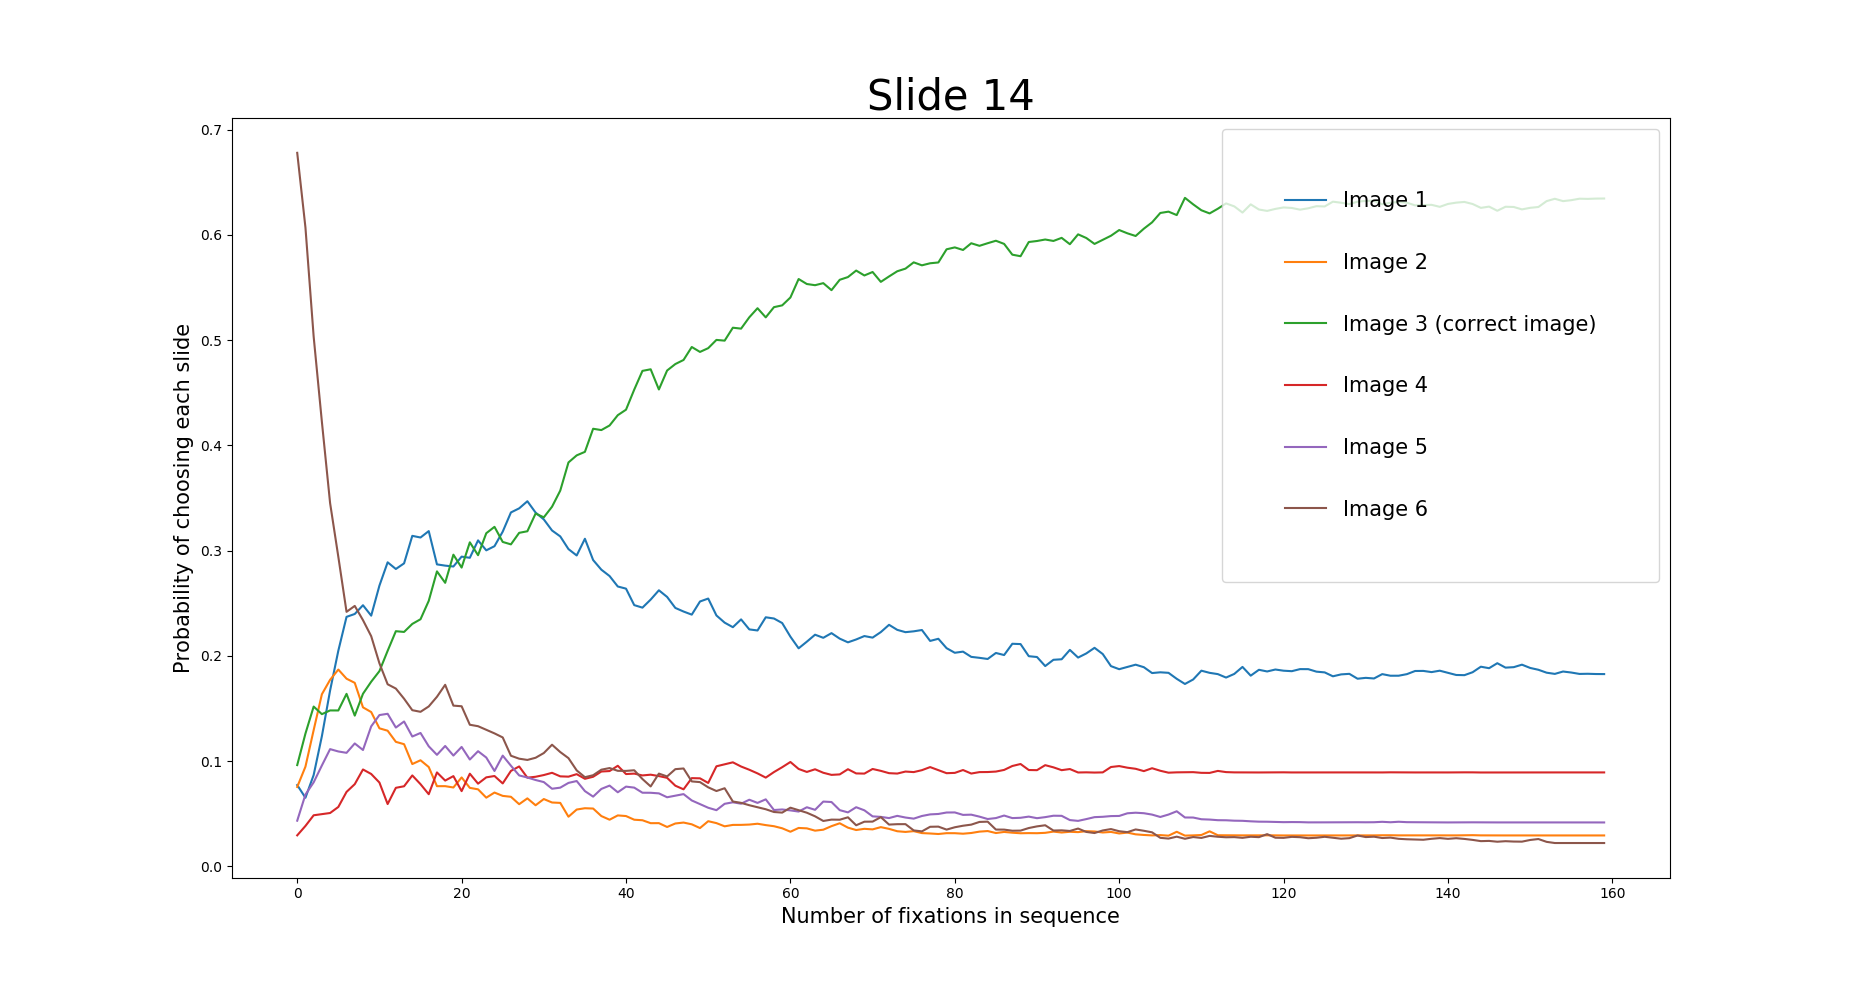 Slide 14
Probability of choosing each slide
0.7
0.6
0.5
0.4
0.3
0.2
0.1
0.0
Image 1
Image 2
Image 3 (correct image)
Image 4
Image 5
Image 6
0 20 40 60 80 100 120 140 160
Number of fixations in sequence